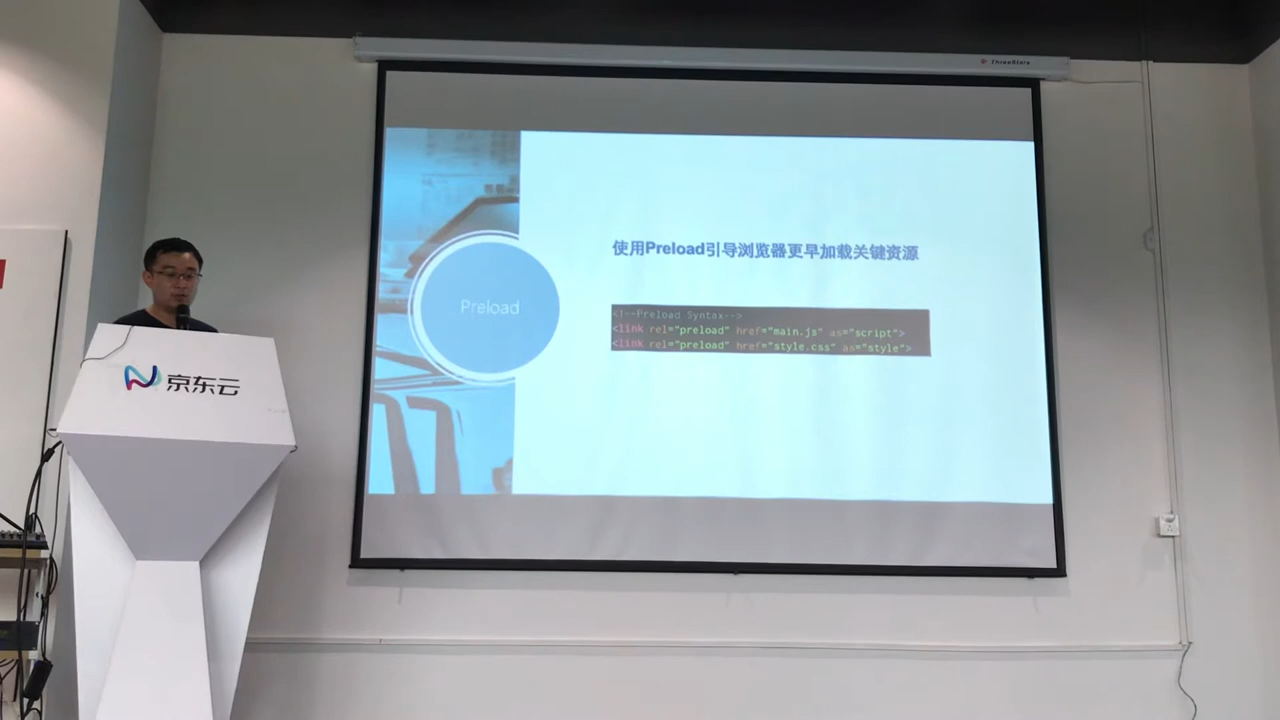 ThreeStars
使用Preload引导浏览器更早加载关键资源
Preload
<!--Preload Syntax-->
<link rel="preload" href="main.js" as="script">
<link rel="preload" href="style.css" as="style">
京东云